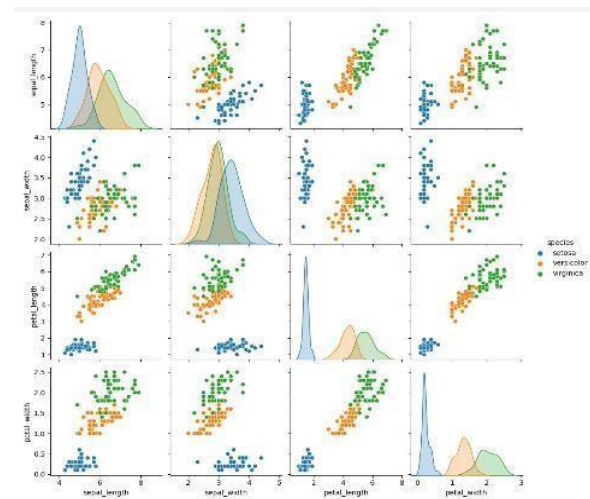 8
7
6
5
sepal_length
4.5
4.0
3.5
3.0
2.5
2.0
sepal_width
species
setosa
versicolor
virginica
7
6
5
4
3
2
1
petal_length
2.5
2.0
1.5
1.0
0.5
0.0
petal_width
4 6 8 2 3 4 5 2 4 6 8 0 1 2 3
sepal_length sepal_width petal_length petal_width